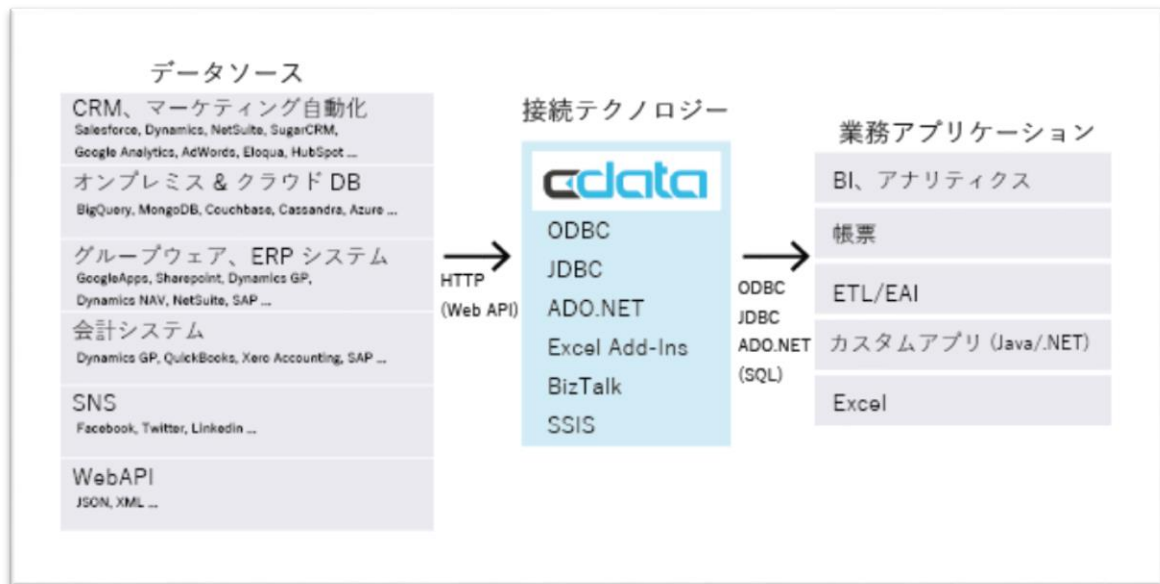 データソース
CRM、マーケティング自動化
Salesforce, Dynamics, NetSuite, SugarCRM,
Google Analytics, AdWords, Eloqua, HubSpot ...
オンプレミス & クラウド DB
BigQuery, MongoDB, Couchbase, Cassandra, Azure ...
グループウェア、ERP システム
GoogleApps, Sharepoint, Dynamics GP,
Dynamics NAV, NetSuite, SAP ...
会計システム
Dynamics GP, QuickBooks, Xero Accounting, SAP ...
SNS
Facebook, Twitter, Linkedin ...
WebAPI
JSON, XML ...
HTTP
(Web API)
接続テクノロジー
cdata
ODBC
JDBC
ADO.NET
Excel Add-Ins
BizTalk
SSIS
ODBC
JDBC
ADO.NET
(SQL)
業務アプリケーション
BI、アナリティクス
帳票
ETL/EAI
カスタムアプリ (Java/.NET)
Excel